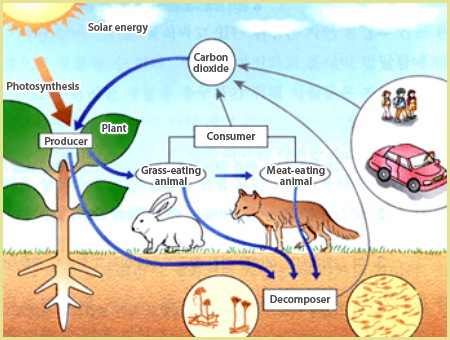 Solar energy
Carbon
dioxide
Photosynthesis
Plant
Producer
Consumer
Grass-eating
animal
Meat-eating
animal
Decomposer